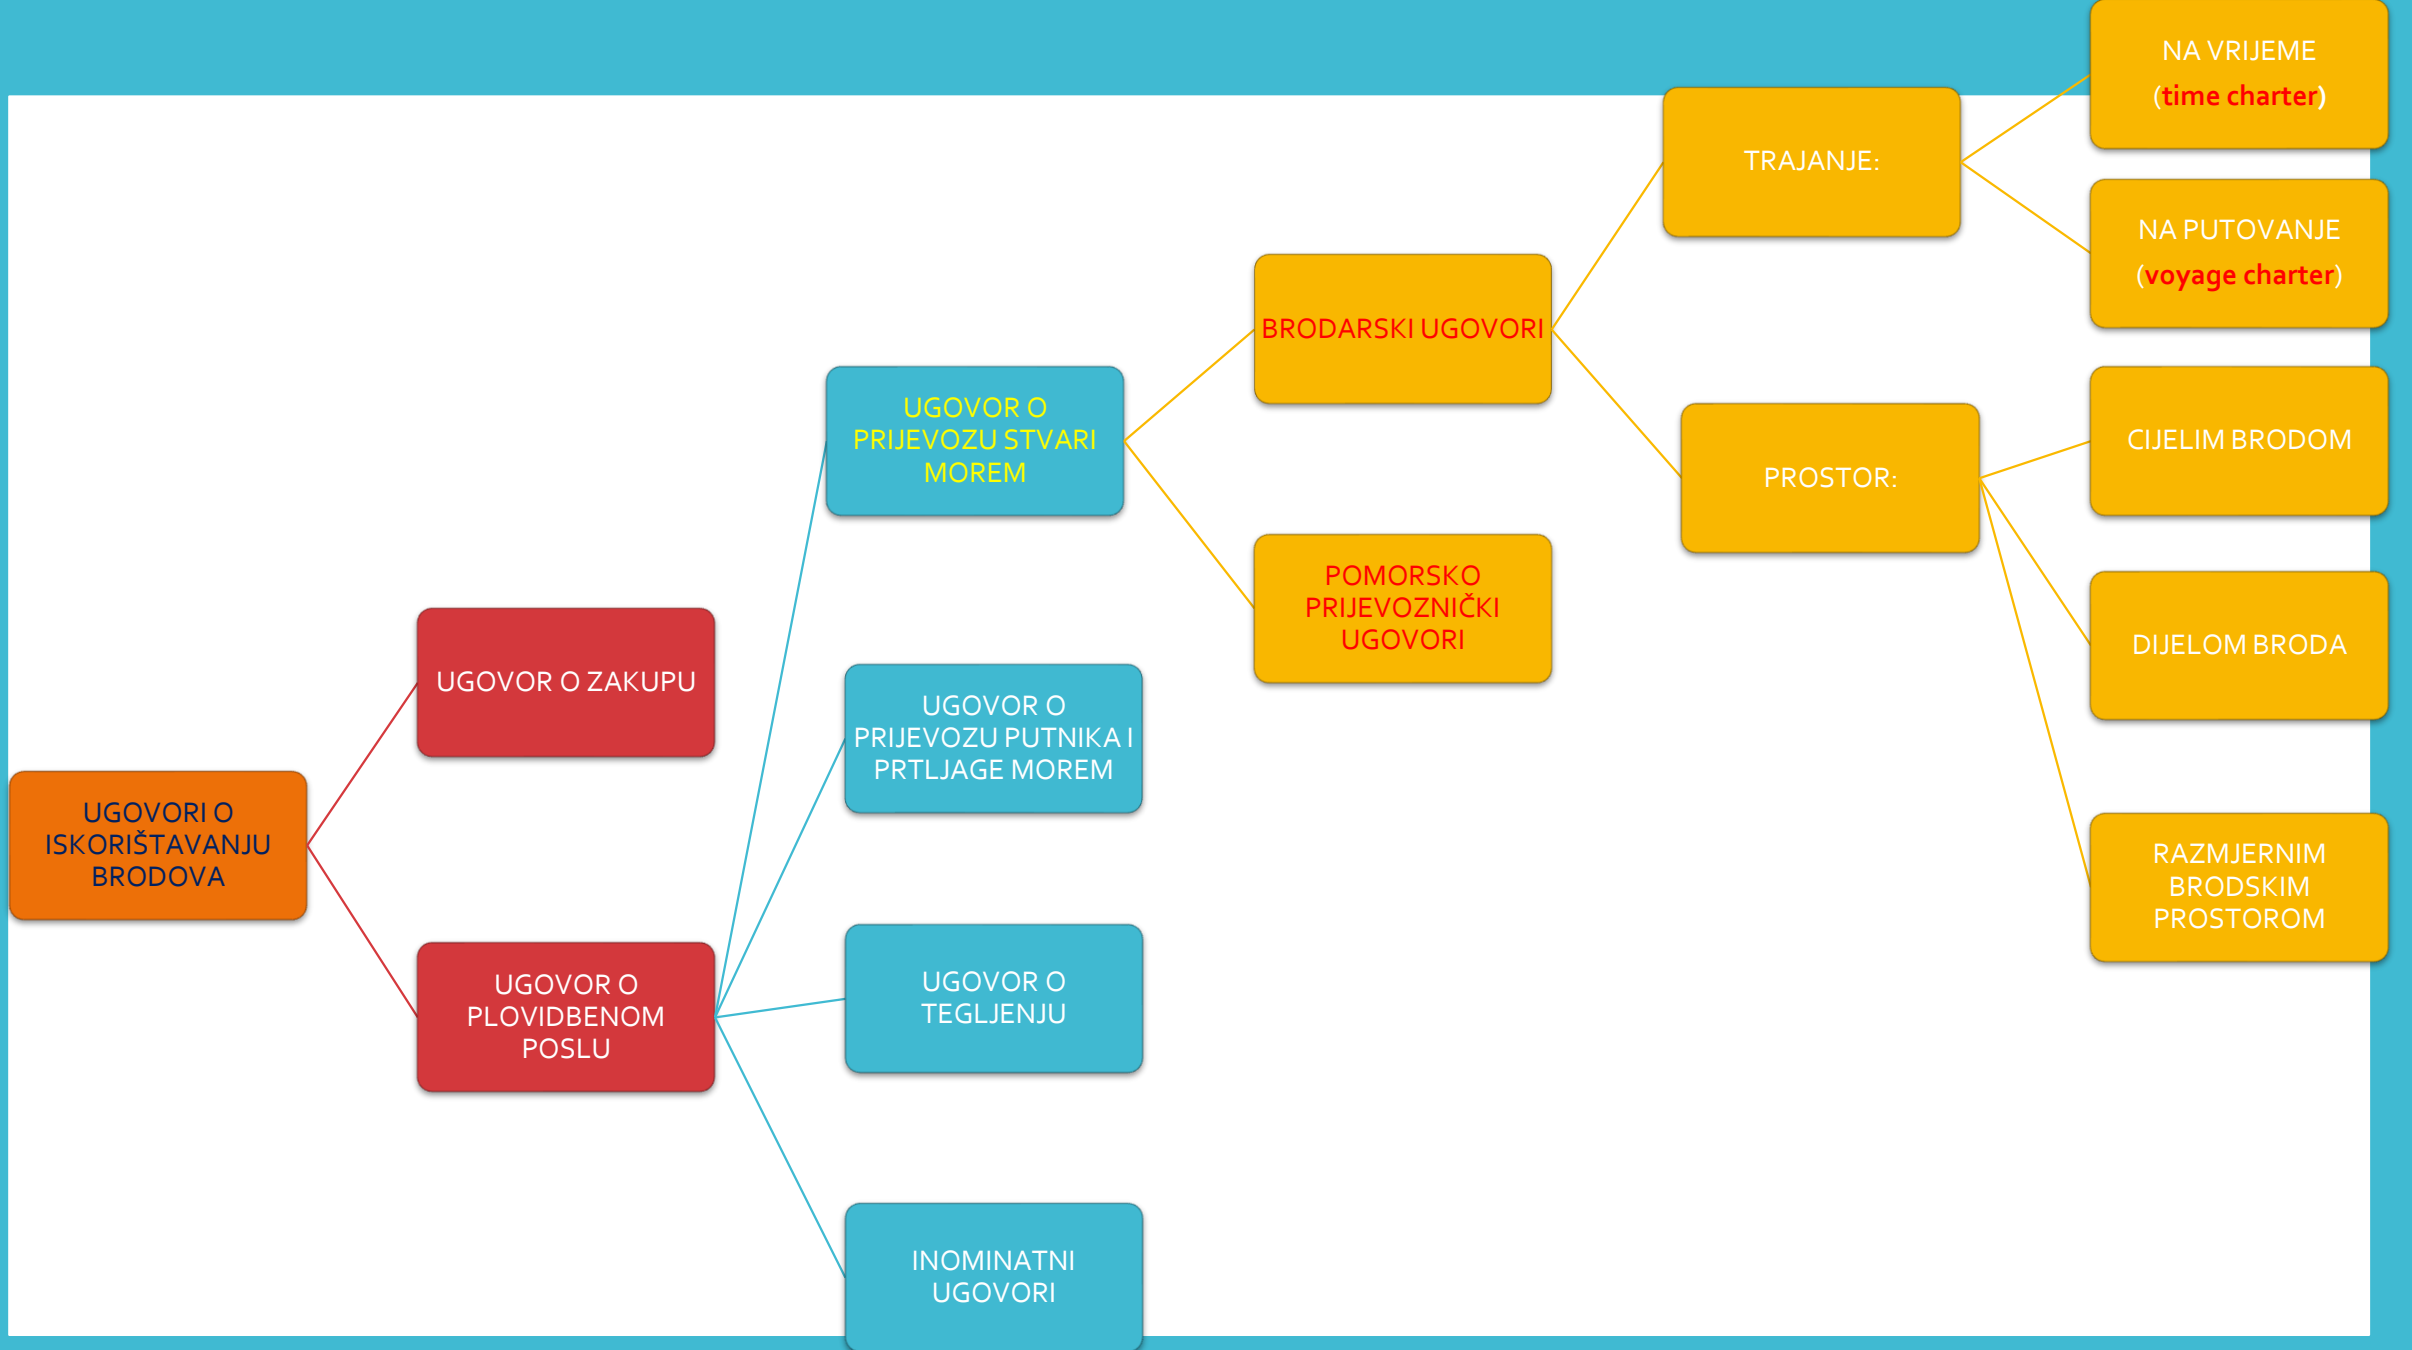 UGOVORI O
ISKORIŠTAVANJU
BRODOVA
UGOVOR O ZAKUPU
UGOVOR O
PLOVIDBENOM
POSLU
UGOVOR O
PRIJEVOZU STVARI
MOREM
UGOVOR O
PRIJEVOZU PUTNIKA I
PRTLJAGE MOREM
UGOVOR O
TEGLJENJU
INOMINATNI
UGOVORI
BRODARSKI UGOVORI
POMORSKO
PRIJEVOZNIČKI
UGOVORI
TRAJANJE:
PROSTOR:
NA VRIJEME
(time charter)
NA PUTOVANJE
(voyage charter)
CIJELIM BRODOM
DIJELOM BRODA
RAZMJERNIM
BRODSKIM
PROSTOROM